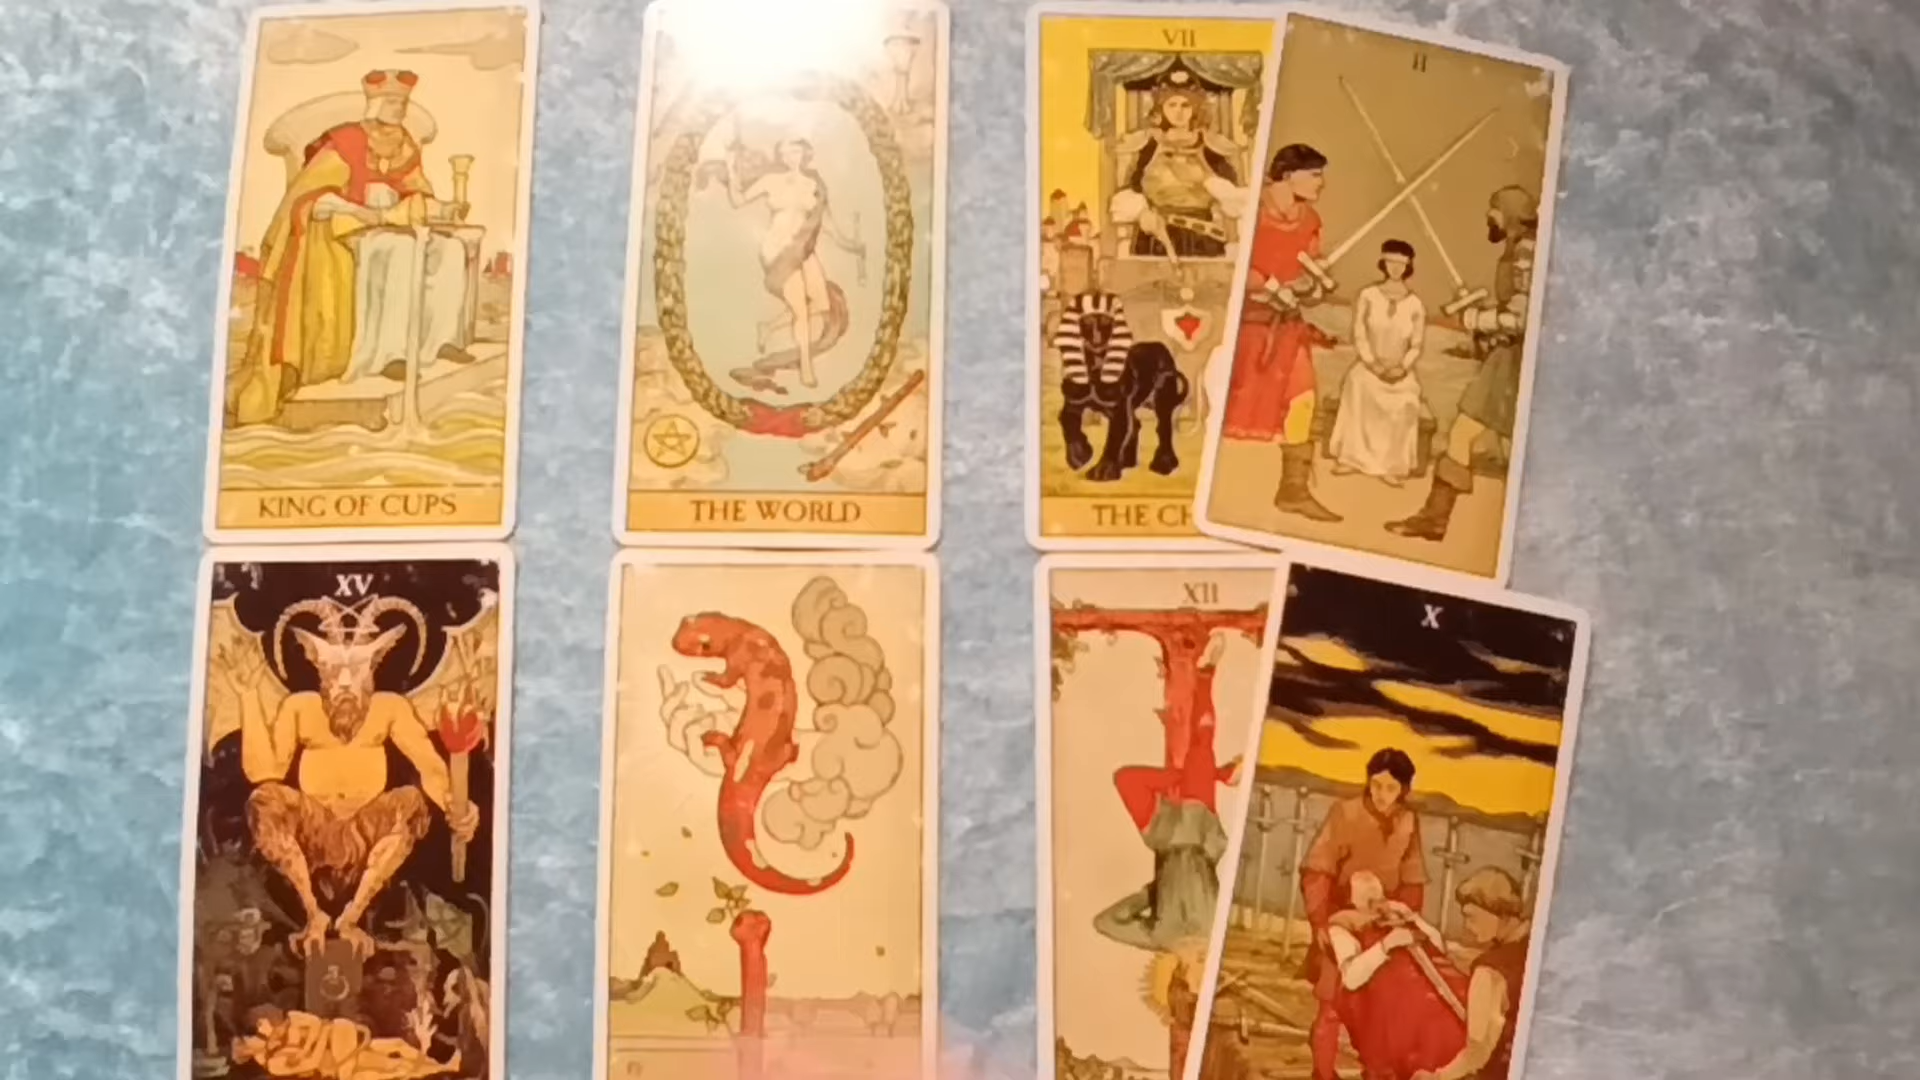 VII
II
KING OF CUPS
THE WORLD
THE CH
XV
XII
X